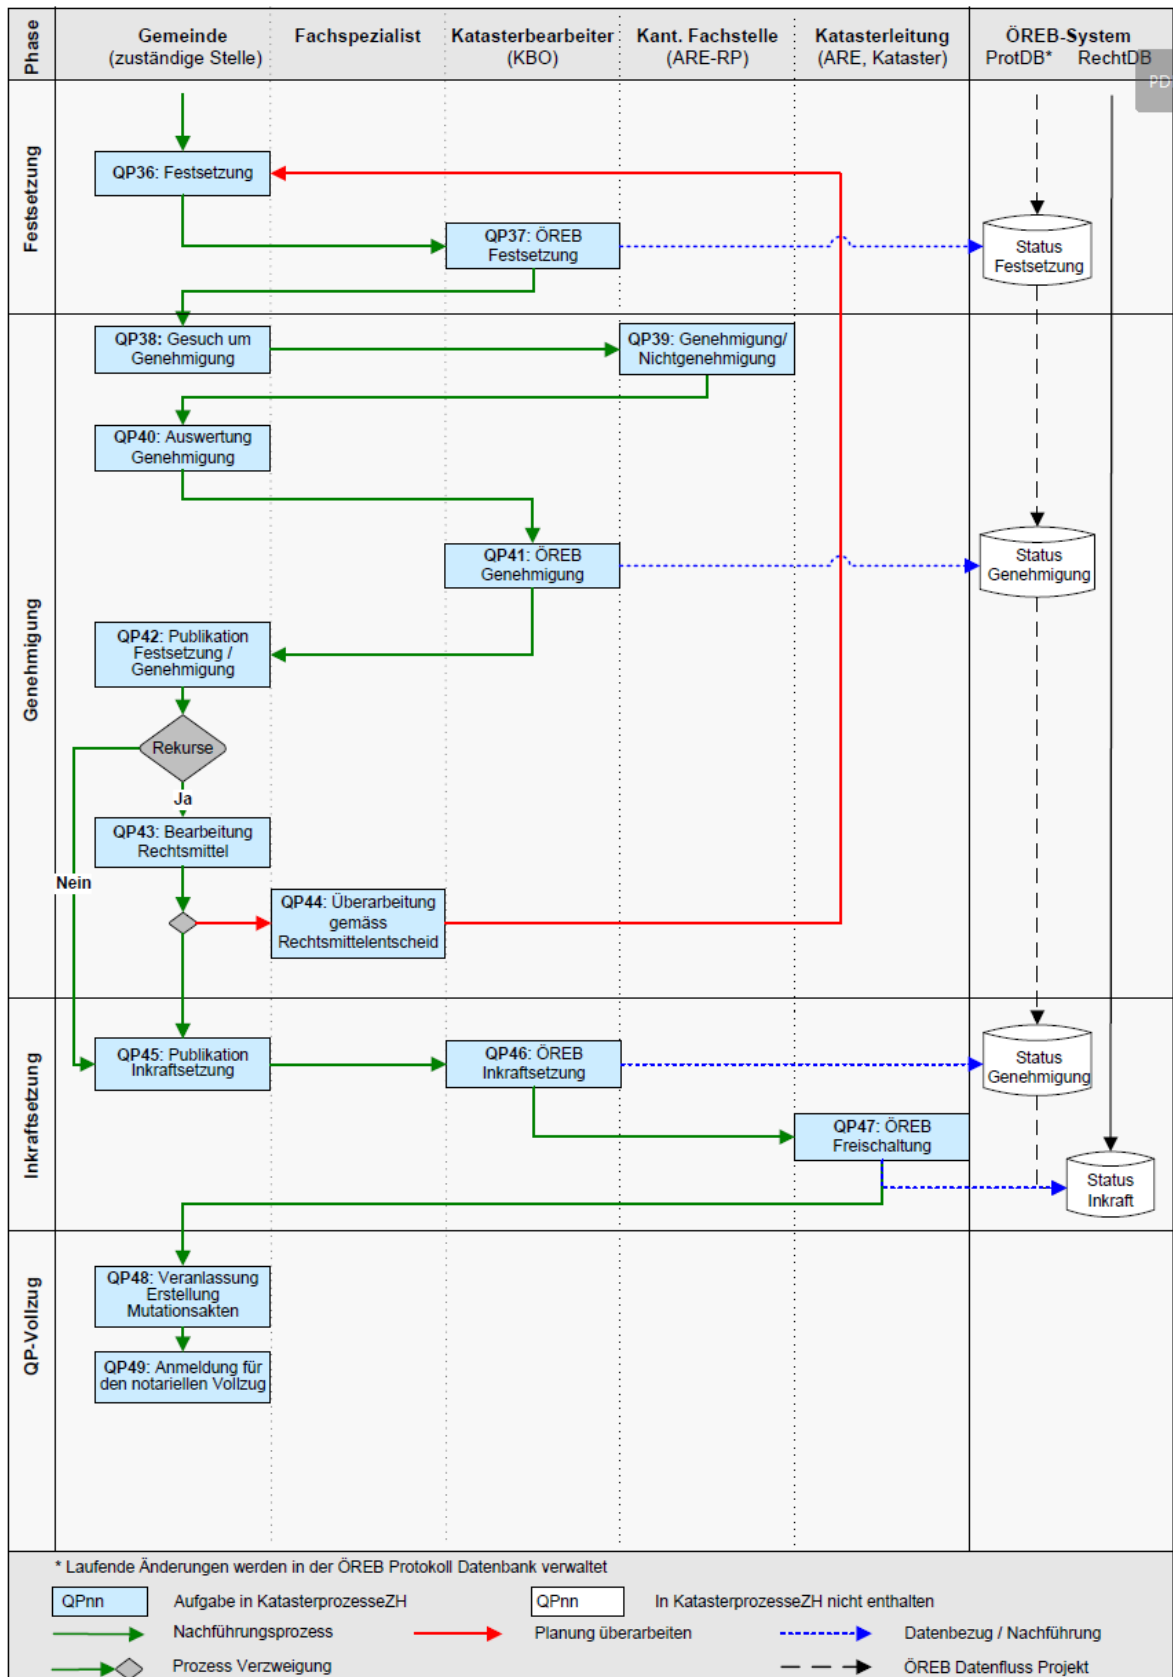 Phase
Gemeinde
(zuständige Stelle)
Fachspezialist
Katasterbearbeiter
(KBO)
Kant. Fachstelle
(ARE-RP)
Katasterleitung
(ARE, Kataster)
ÖREB-System
ProtDB* RechtDB
PD
Festsetzung
QP36: Festsetzung
QP37: ÖREB
Festsetzung
Status
Festsetzung
Genehmigung
QP38: Gesuch um
Genehmigung
QP39: Genehmigung/
Nichtgenehmigung
QP40: Auswertung
Genehmigung
QP41: ÖREB
Genehmigung
Status
Genehmigung
QP42: Publikation
Festsetzung /
Genehmigung
Rekurse
Ja
QP43: Bearbeitung
Rechtsmittel
Nein
QP44: Überarbeitung
gemäss
Rechtsmittelentscheid
Inkraftsetzung
QP45: Publikation
Inkraftsetzung
QP46: ÖREB
Inkraftsetzung
Status
Genehmigung
QP47: ÖREB
Freischaltung
Status
Inkraft
QP-Vollzug
QP48: Veranlassung
Erstellung
Mutationsakten
QP49: Anmeldung für
den notariellen Vollzug
* Laufende Änderungen werden in der ÖREB Protokoll Datenbank verwaltet
QPnn Aufgabe in KatasterprozesseZH QPnn In KatasterprozesseZH nicht enthalten
Nachführungsprozess Planung überarbeiten Datenbezug / Nachführung
Prozess Verzweigung ÖREB Datenfluss Projekt